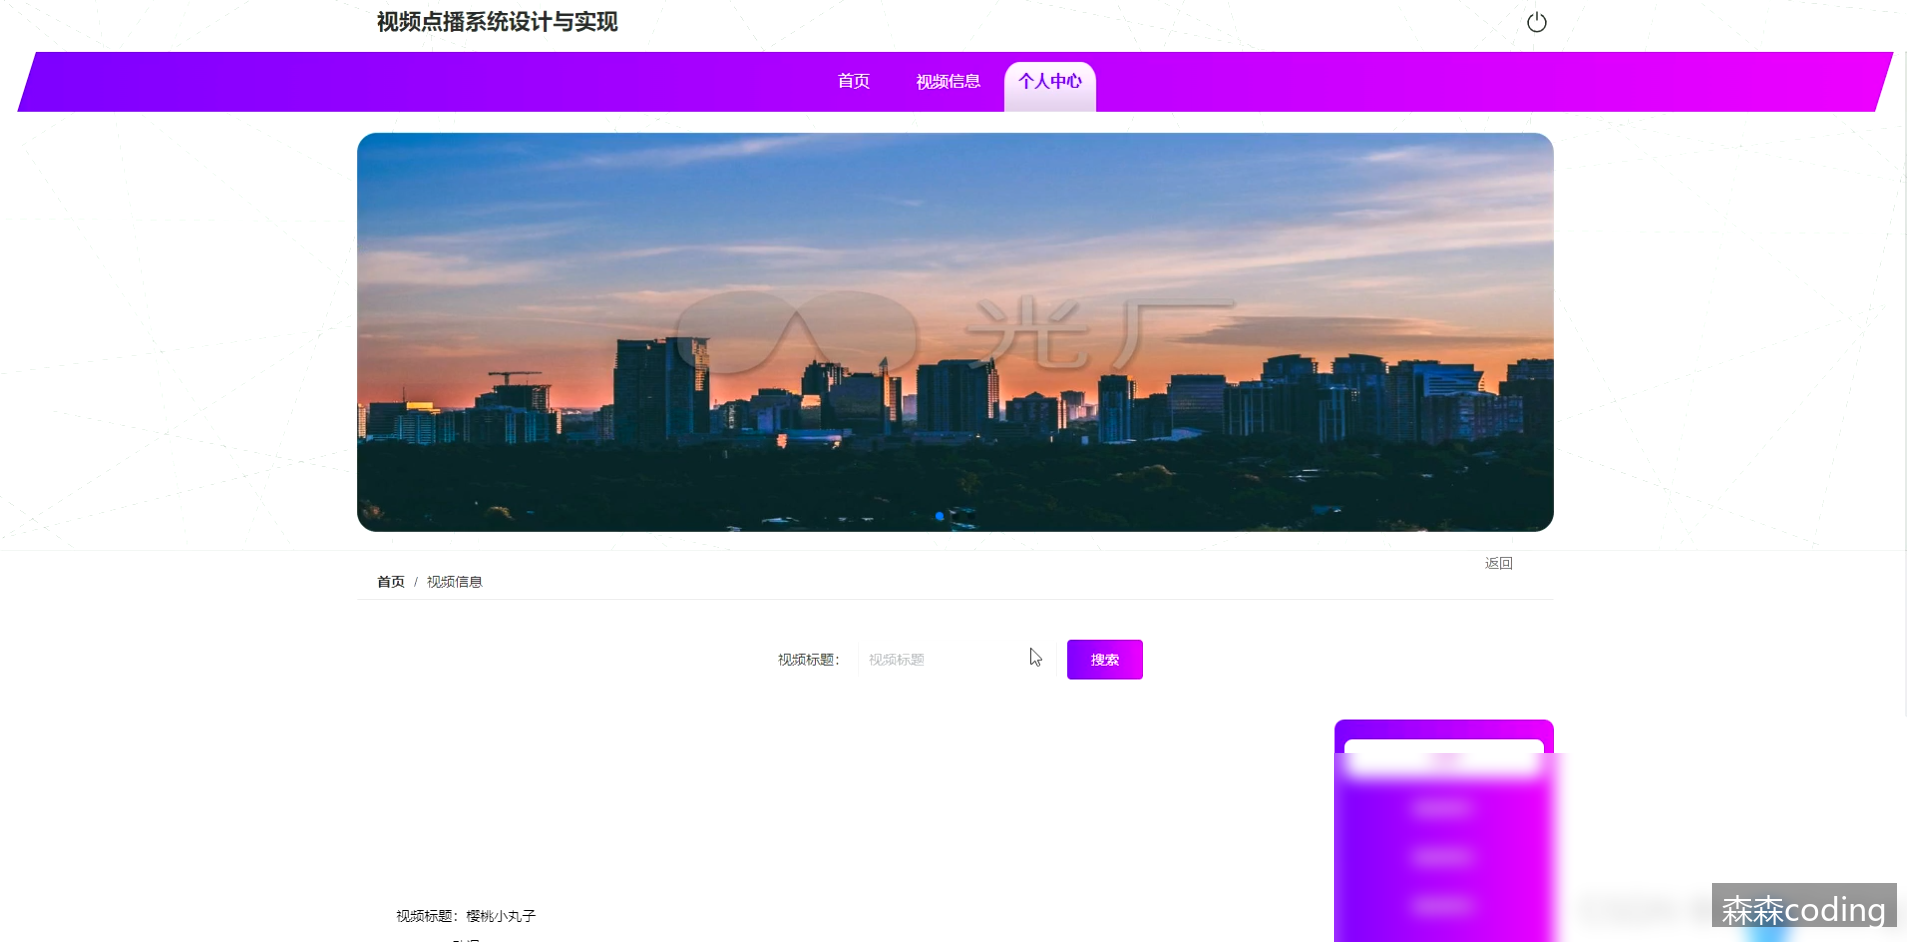 视频点播系统设计与实现
首页 视频信息 个人中心
光厂
返回
首页 / 视频信息
视频标题： 视频标题 搜索
视频标题：樱桃小丸子
森森coding